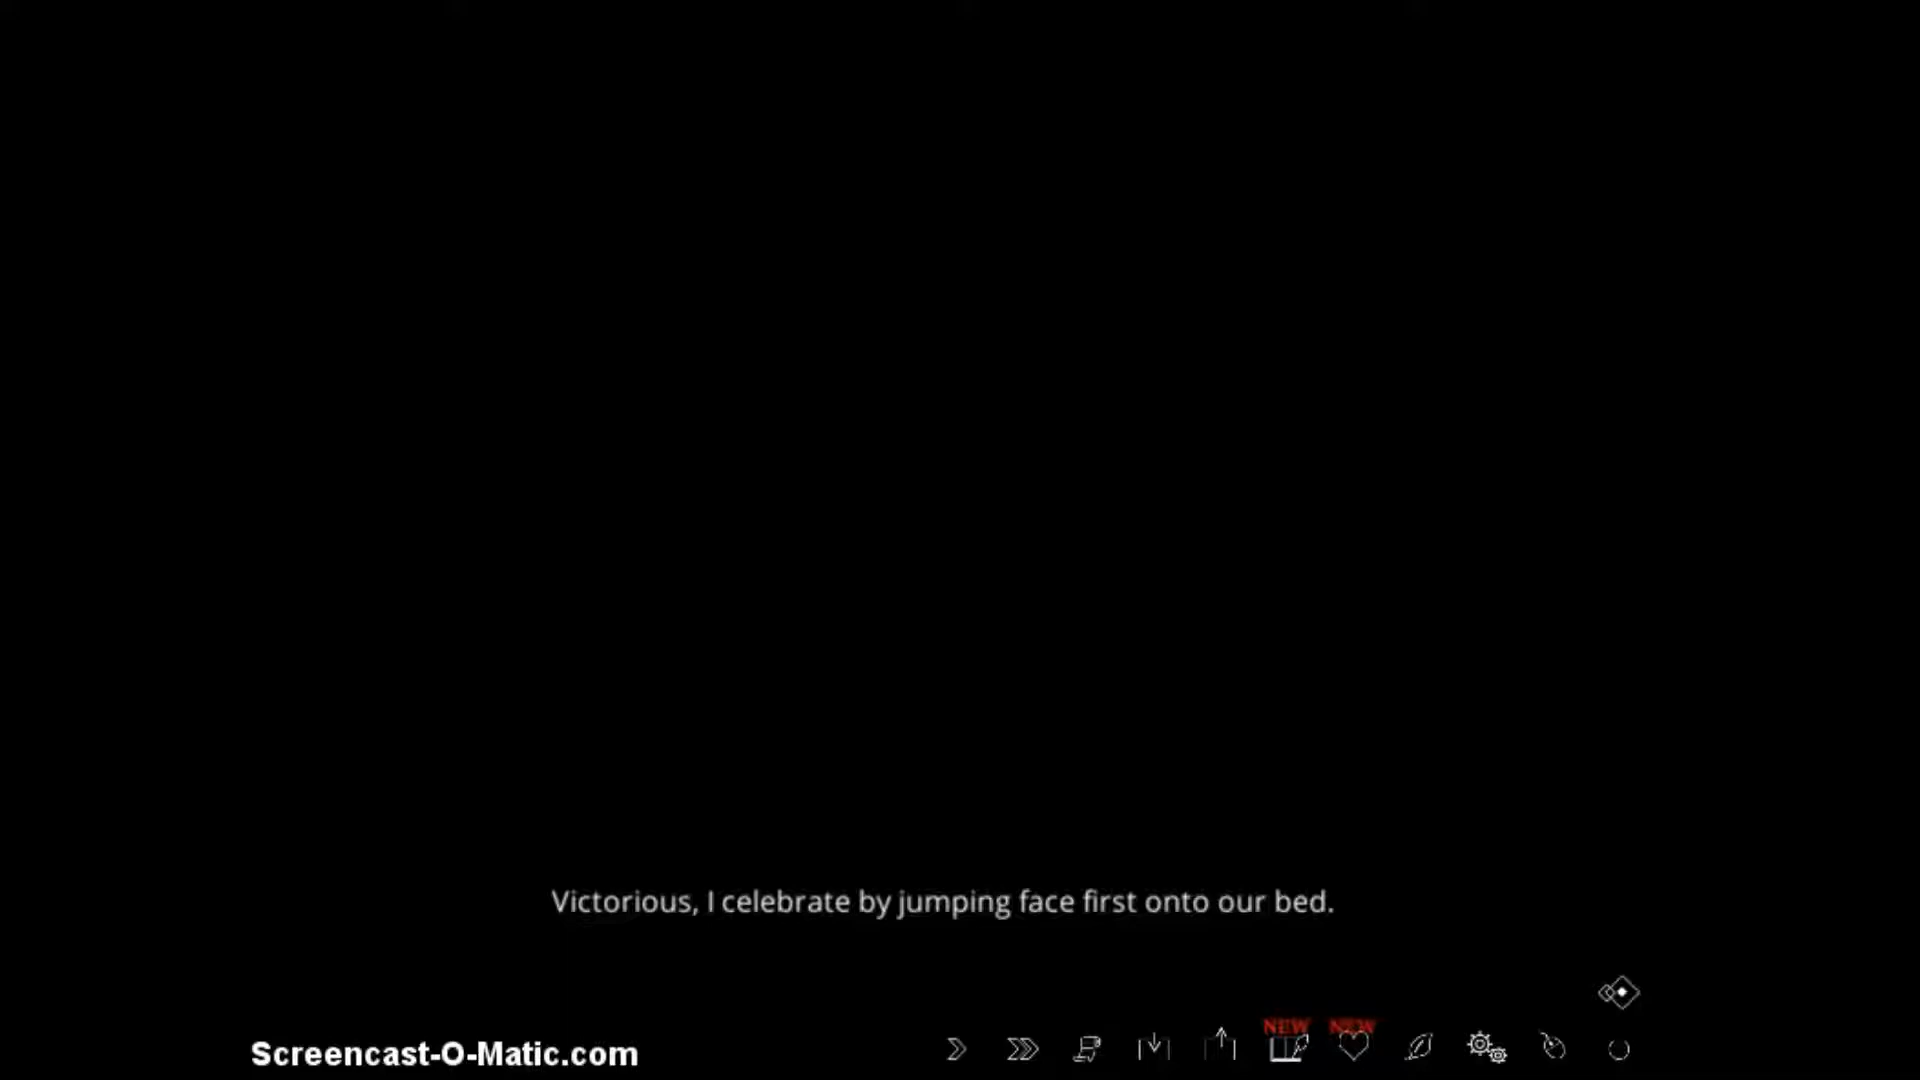 Victorious, I celebrate by jumping face first onto our bed.
NEW NEW
Screencast-O-Matic.com